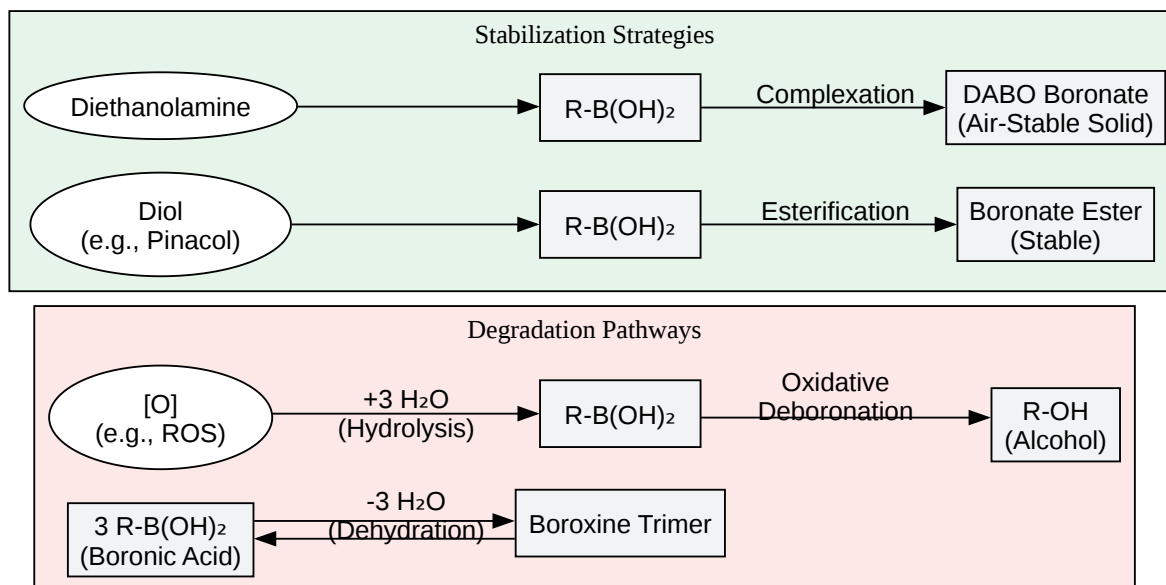 Stabilization Strategies
Diethanolamine
R-B(OH)₂
Complexation
DABO Boronate
(Air-Stable Solid)
Diol
(e.g., Pinacol)
R-B(OH)₂
Esterification
Boronate Ester
(Stable)
Degradation Pathways
[O]
(e.g., ROS)
+3 H₂O
(Hydrolysis)
R-B(OH)₂
Oxidative
Deboronation
R-OH
(Alcohol)
3 R-B(OH)₂
(Boronic Acid)
-3 H₂O
(Dehydration)
Boroxine Trimer